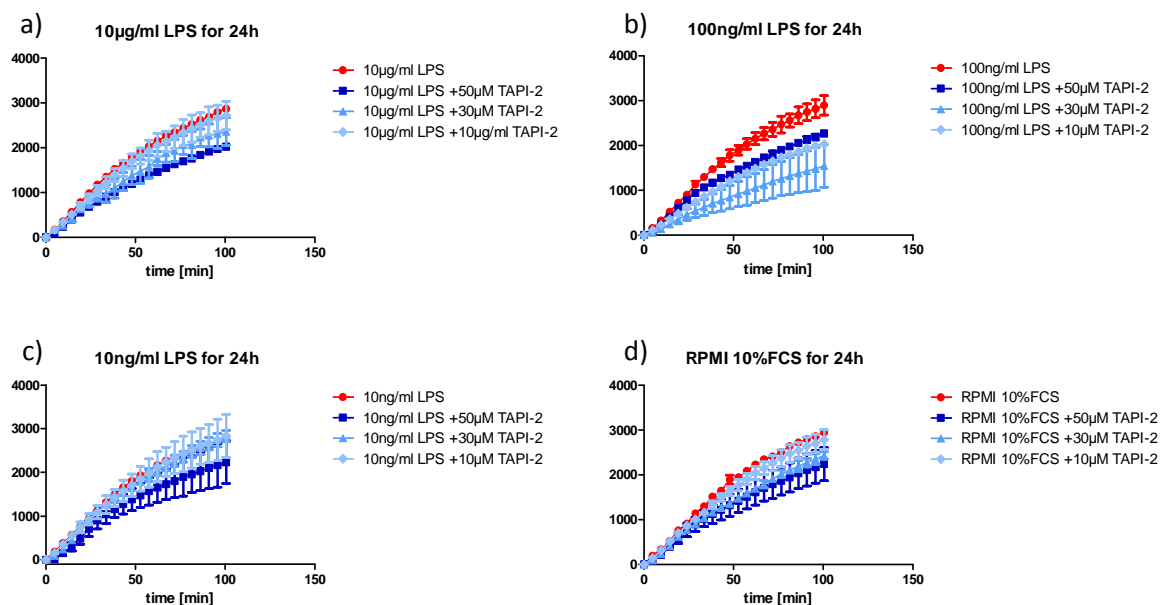 a)
10µg/ml LPS for 24h
4000
3000
2000
1000
0
0 50 100 150
time [min]
10µg/ml LPS
10µg/ml LPS +50µM TAPI-2
10µg/ml LPS +30µM TAPI-2
10µg/ml LPS +10µg/ml TAPI-2
b)
100ng/ml LPS for 24h
4000
3000
2000
1000
0
0 50 100 150
time [min]
100ng/ml LPS
100ng/ml LPS +50µM TAPI-2
100ng/ml LPS +30µM TAPI-2
100ng/ml LPS +10µM TAPI-2
c)
10ng/ml LPS for 24h
4000
3000
2000
1000
0
0 50 100 150
time [min]
10ng/ml LPS
10ng/ml LPS +50µM TAPI-2
10ng/ml LPS +30µM TAPI-2
10ng/ml LPS +10µM TAPI-2
d)
RPMI 10%FCS for 24h
4000
3000
2000
1000
0
0 50 100 150
time [min]
RPMI 10%FCS
RPMI 10%FCS +50µM TAPI-2
RPMI 10%FCS +30µM TAPI-2
RPMI 10%FCS +10µM TAPI-2